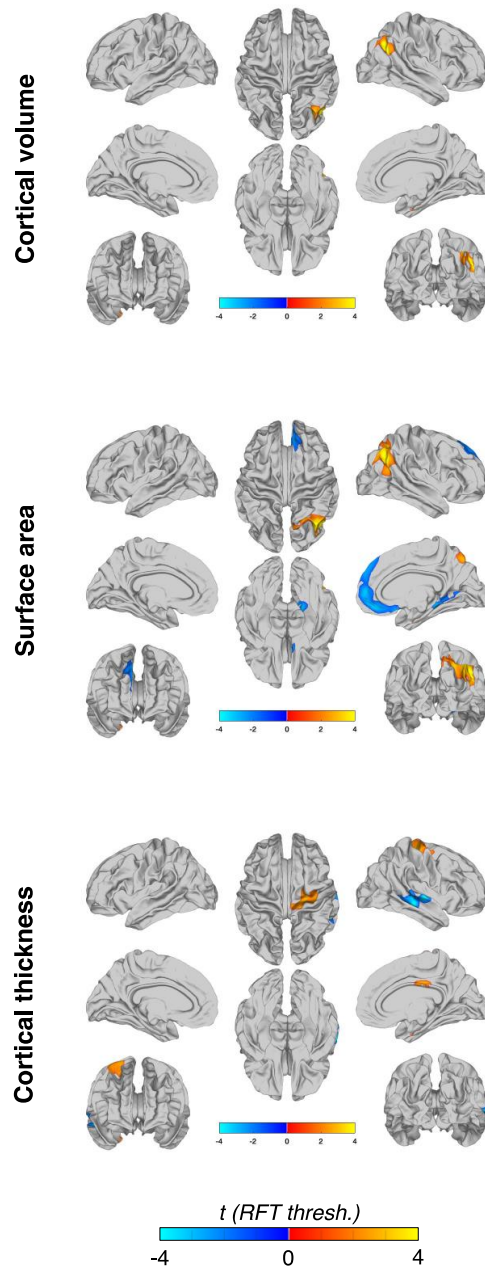 Cortical volume
-4 -2 0 2 4
Surface area
-4 -2 0 2 4
Cortical thickness
-4 -2 0 2 4
t (RFT thresh.)
-4 0 4